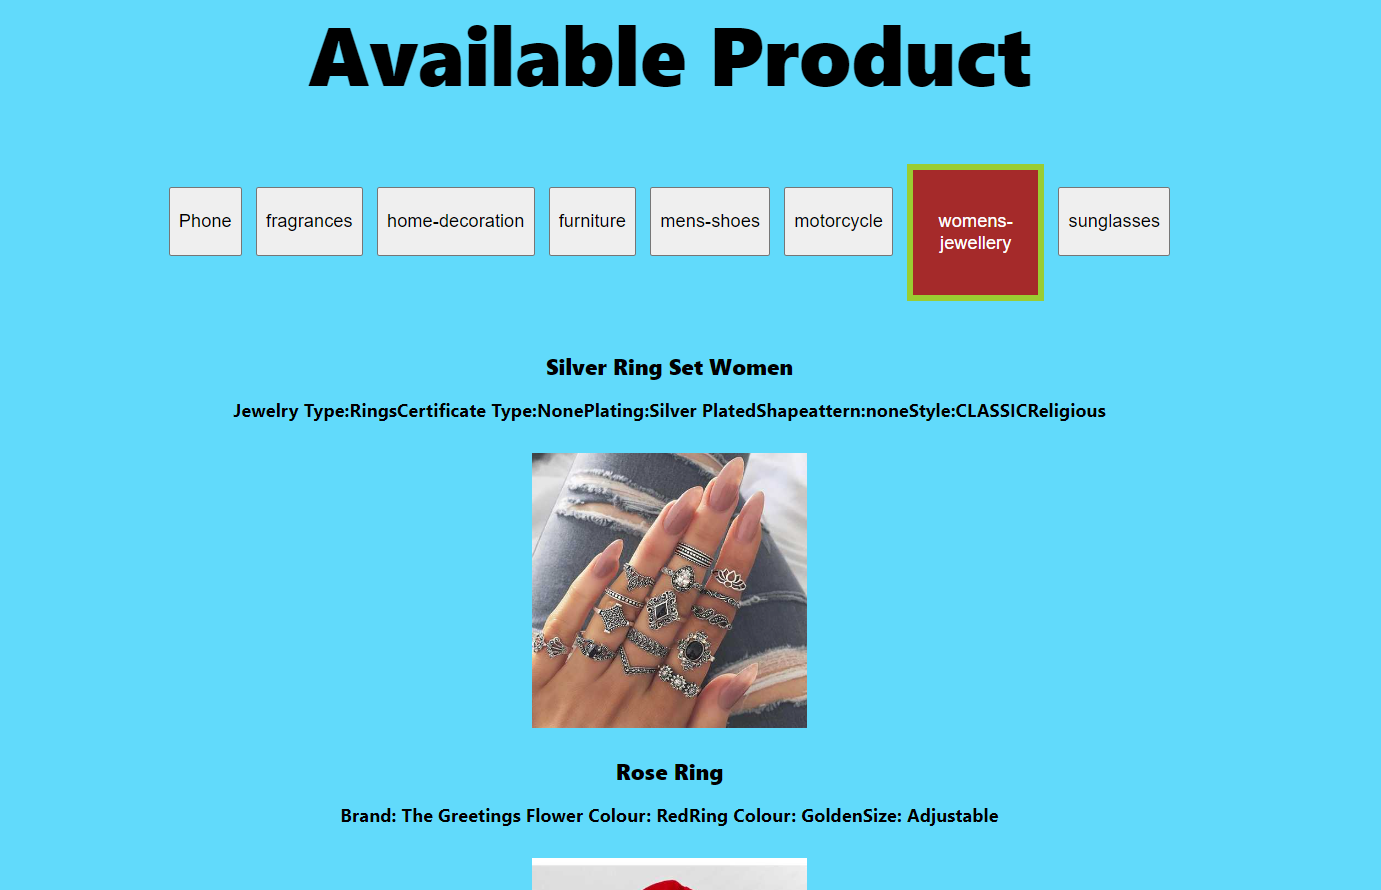 Available Product
Phone
fragrances
home-decoration
furniture
mens-shoes
motorcycle
womens-
jewellery
sunglasses
Silver Ring Set Women
Jewelry Type:RingsCertificate Type:NonePlating:Silver PlatedShapeattern:noneStyle:CLASSICReligious
Rose Ring
Brand: The Greetings Flower Colour: RedRing Colour: GoldenSize: Adjustable